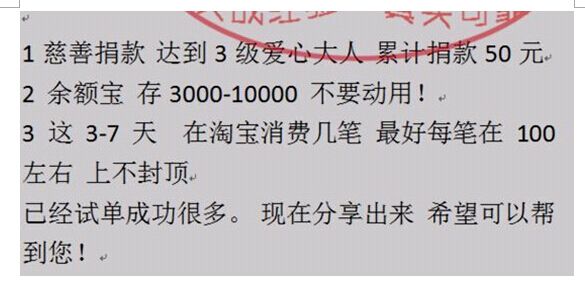 1 慈善捐款 达到 3 级爱心大人 累计捐款 50 元
2 余额宝 存 3000-10000 不要动用！
3 这 3-7 天 在淘宝消费几笔 最好每笔在 100
左右 上不封顶
已经试单成功很多。 现在分享出来 希望可以帮
到您！